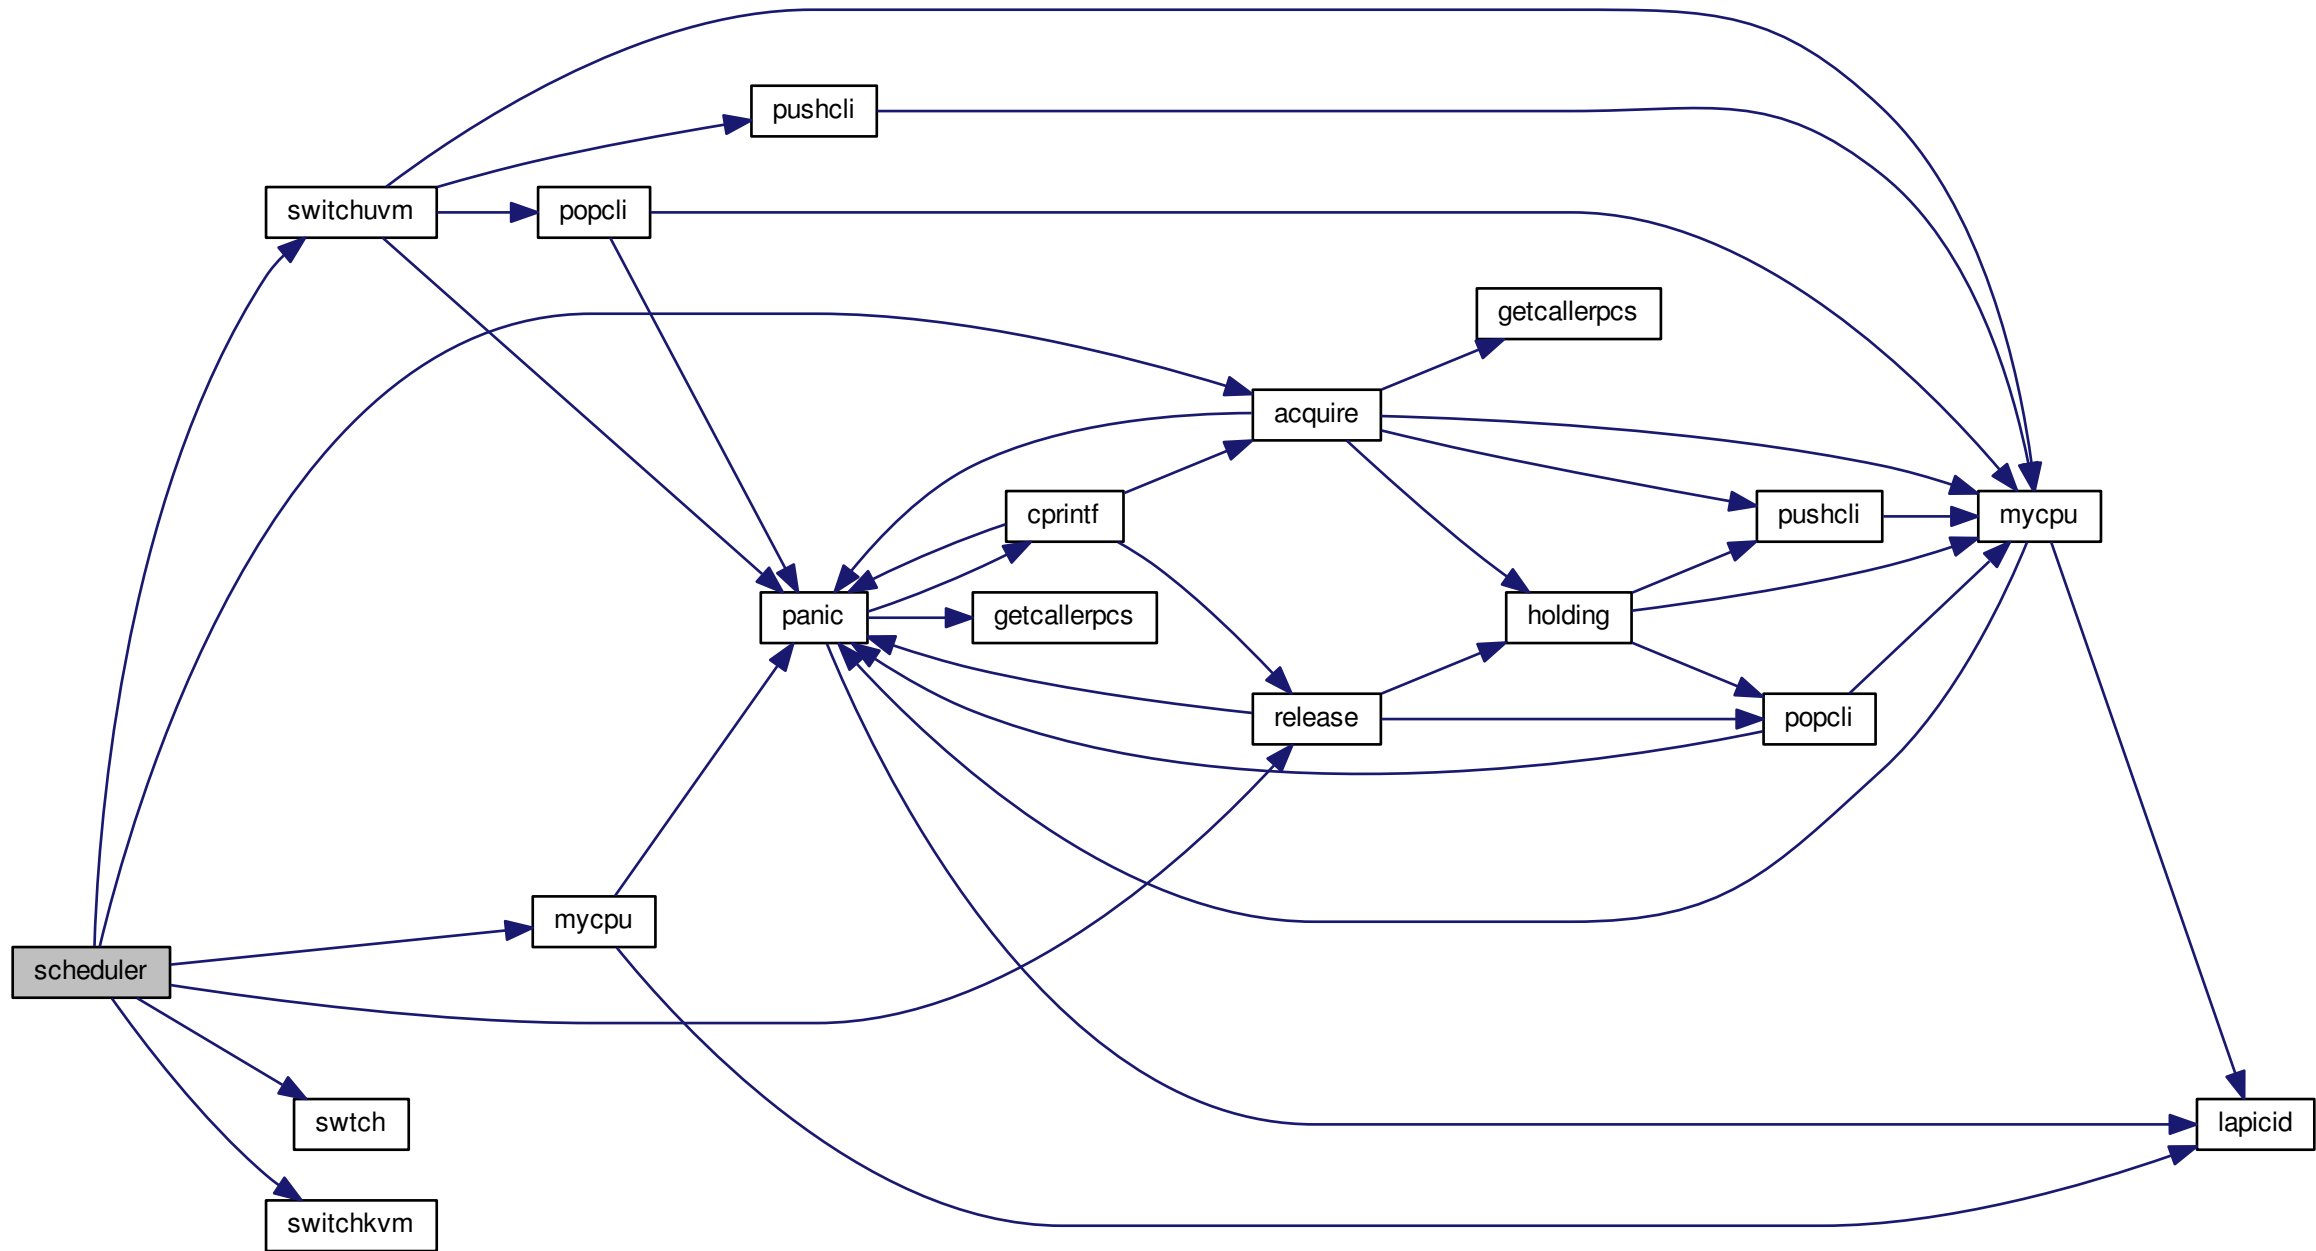 pushcli
switchuvm
popcli
getcallerpcs
acquire
cprintf
pushcli
mycpu
panic
getcallerpcs
holding
release
popcli
mycpu
scheduler
swtch
lapicid
switchkvm